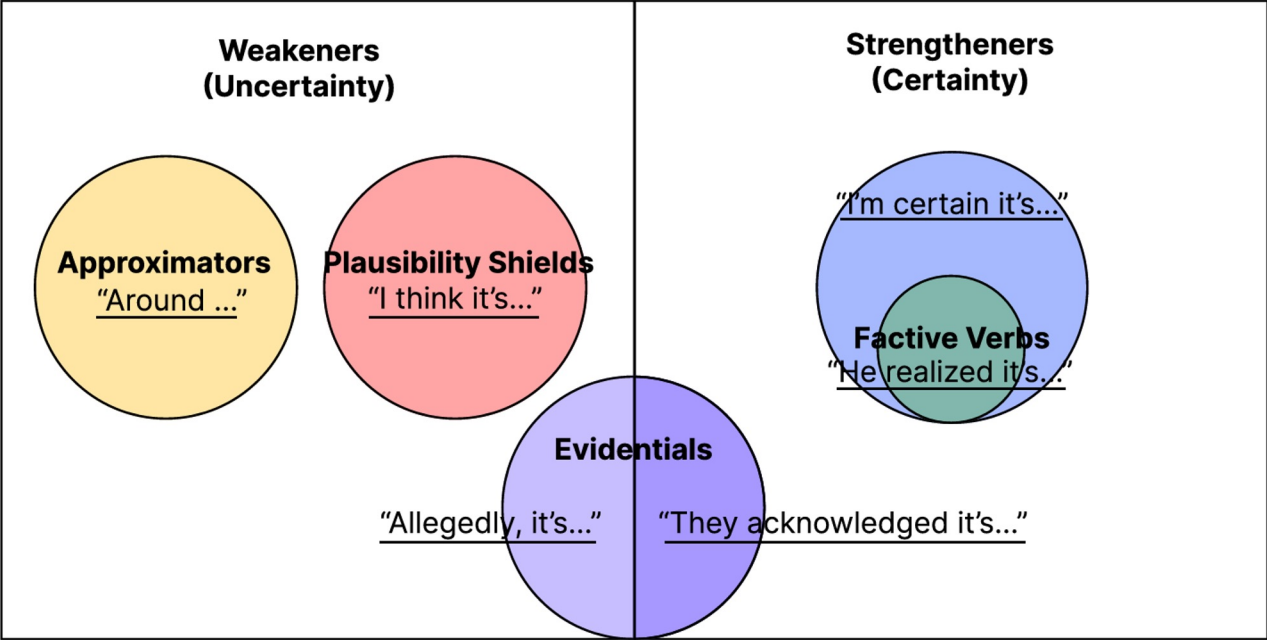 Weakeners
(Uncertainty)
Strengtheners
(Certainty)
Approximators
“Around ...”
Plausibility Shields
“I think it’s...”
“I’m certain it’s...”
Factive Verbs
“He realized it’s...”
Evidentials
“Allegedly, it’s...”
“They acknowledged it’s...”